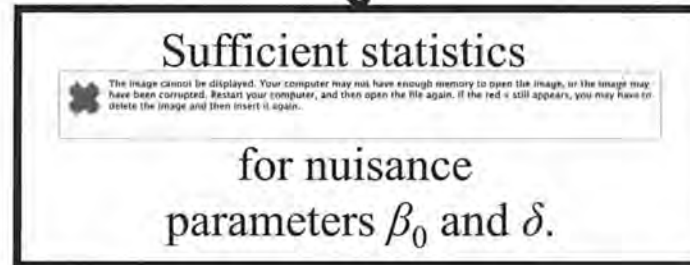 Sufficient statistics
The image cannot be displayed. Your computer may not have enough memory to open the image, or the image may
have been corrupted. Restart your computer, and then open the file again. If the red x still appears, you may have to
delete the image and then insert it again.
for nuisance
parameters β₀ and δ.